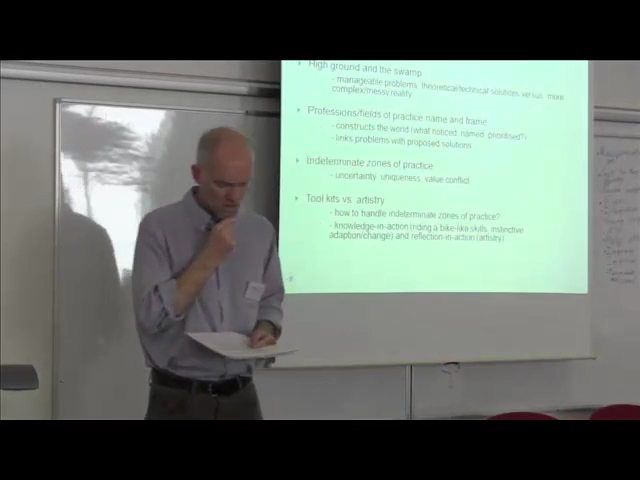 High ground and the swamp
- manageable problems theoretical/technical solutions versus more
complex/messy reality
Professions/fields of practice name and frame
- constructs the world (what noticed, named, prioritised?)
- links problems with proposed solutions
Indeterminate zones of practice
- uncertainty uniqueness, value conflict
Tool kits vs. artistry
- how to handle indeterminate zones of practice?
- knowledge-in-action (riding a bike-like skills, instinctive
adaption/change) and reflection-in-action (artistry)